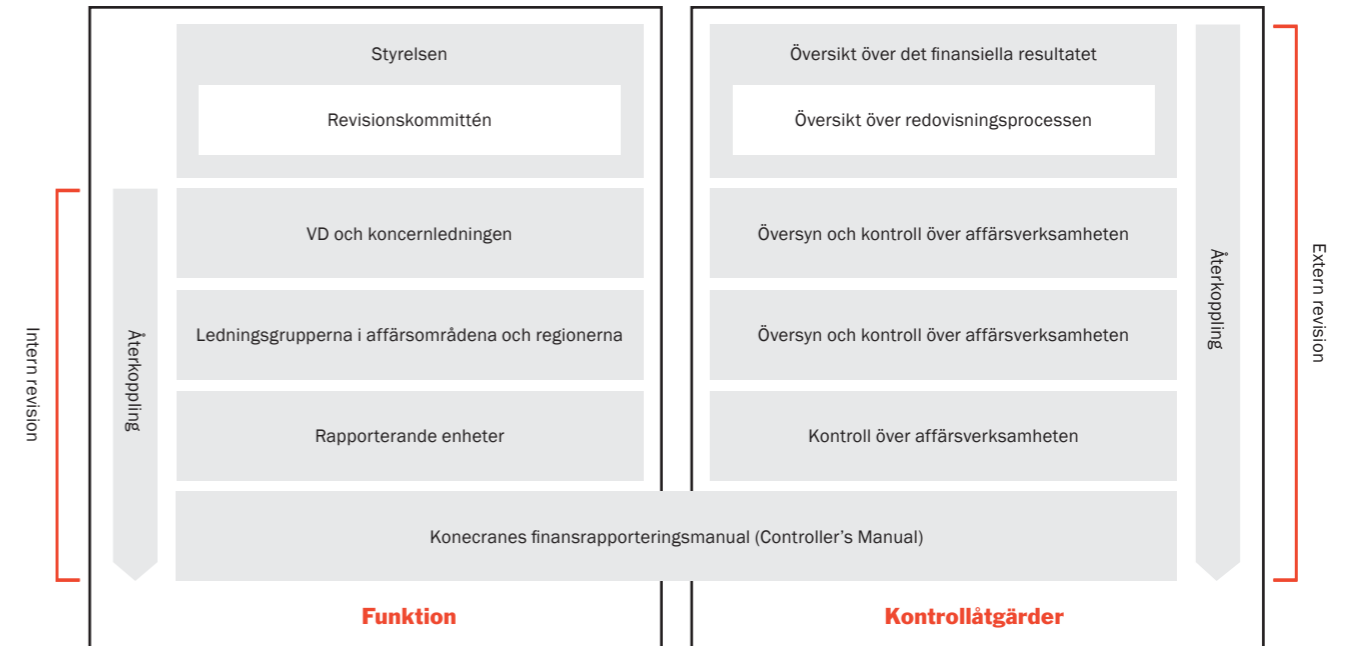 Styrelsen
Revisionskommittén
VD och koncernledningen
Ledningsgrupperna i affärsområdena och regionerna
Rapporterande enheter
Intern revision
Återkoppling
Översikt över det finansiella resultatet
Översikt över redovisningsprocessen
Översyn och kontroll över affärsverksamheten
Översyn och kontroll över affärsverksamheten
Kontroll över affärsverksamheten
Återkoppling
Extern revision
Konecranes finansrapporteringsmanual (Controller’s Manual)
Funktion
Kontrollåtgärder